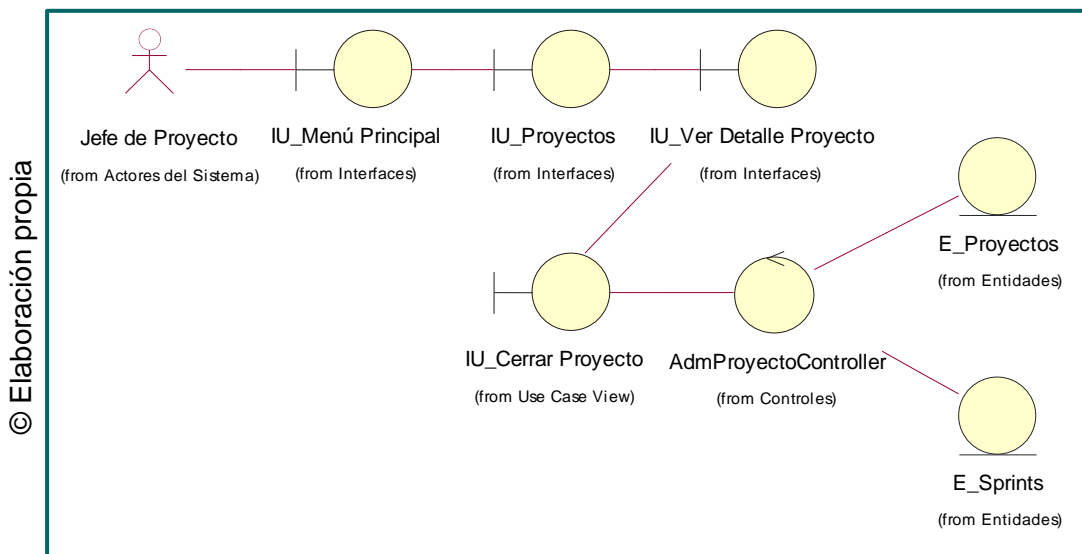 © Elaboración propia
Jefe de Proyecto
(from Actores del Sistema)
IU_Menú Principal
(from Interfaces)
IU_Proyectos
(from Interfaces)
IU_Ver Detalle Proyecto
(from Interfaces)
E_Proyectos
(from Entidades)
IU_Cerrar Proyecto
(from Use Case View)
AdmProyectoController
(from Controles)
E_Sprints
(from Entidades)